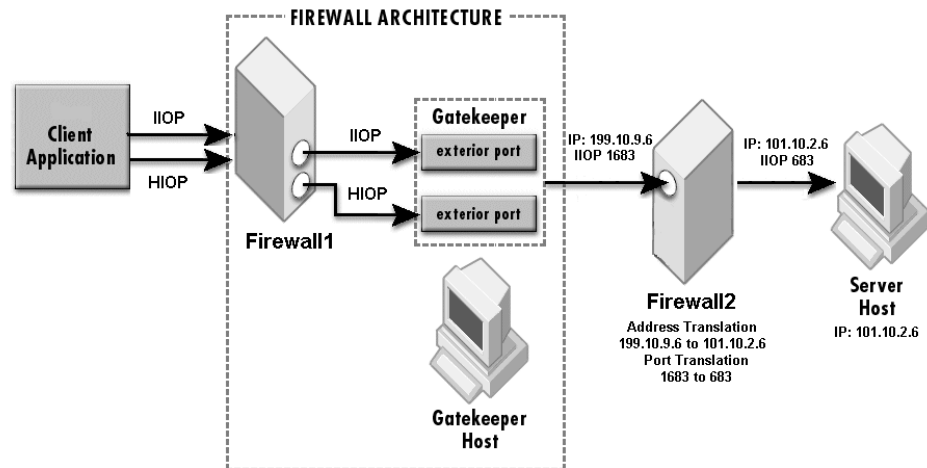 FIREWALL ARCHITECTURE
Client
Application
IIOP
HIOP
Firewall1
IIOP
HIOP
Gatekeeper
exterior port
exterior port
Gatekeeper
Host
IP: 199.10.9.6
IIOP 1683
Firewall2
Address Translation
199.10.9.6 to 101.10.2.6
Port Translation
1683 to 683
IP: 101.10.2.6
IIOP 683
Server
Host
IP: 101.10.2.6